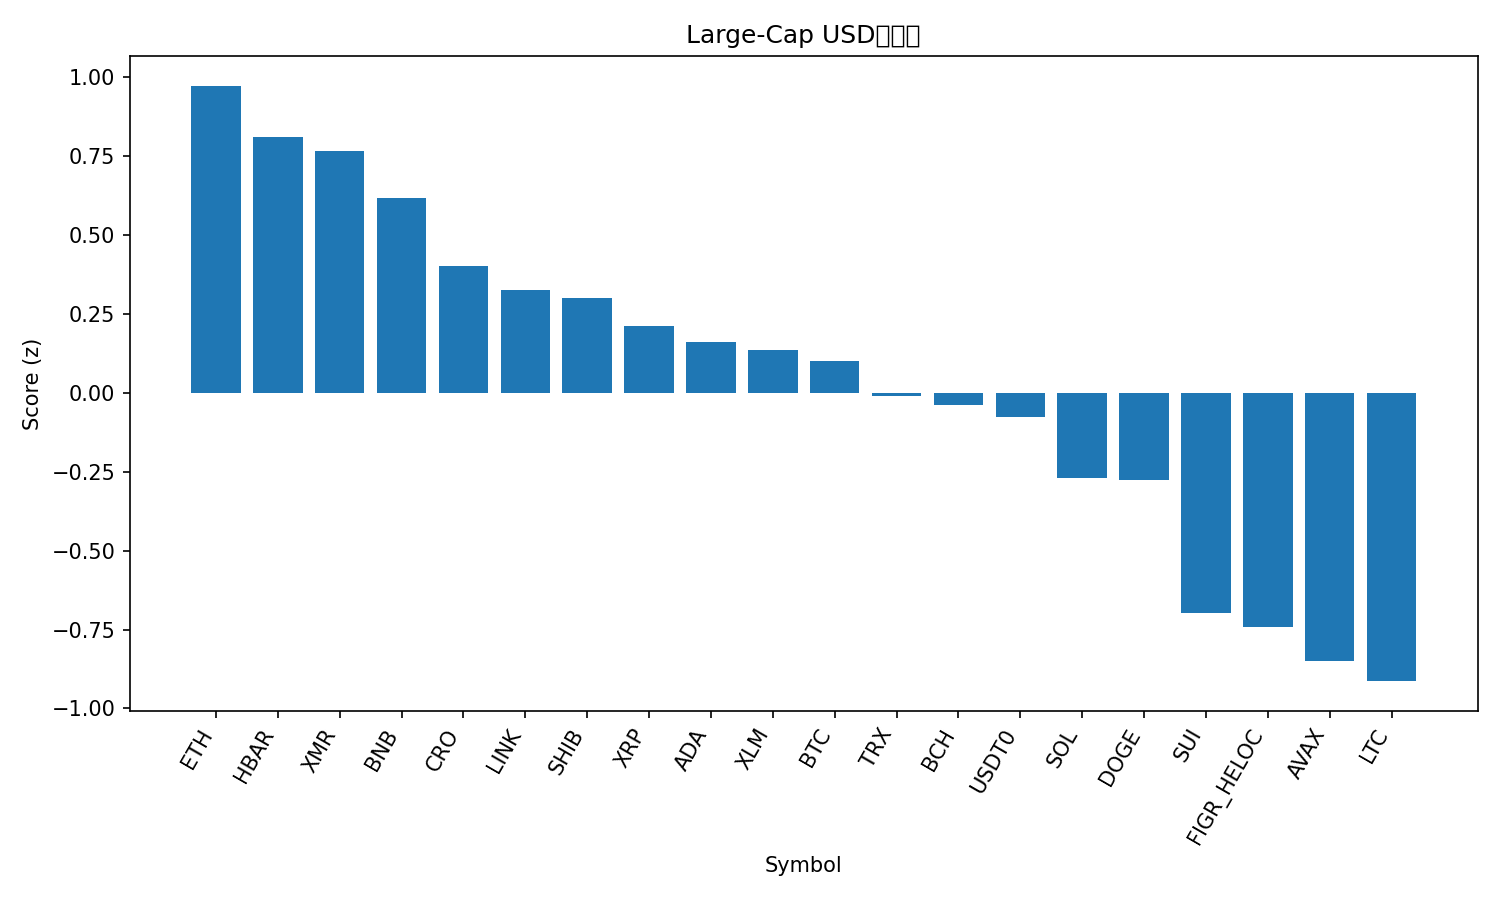 Large-Cap USD
1.00
0.75
0.50
0.25
0.00
−0.25
−0.50
−0.75
−1.00
Score (z)
ETH
HBAR
XMR
BNB
CRO
LINK
SHIB
XRP
ADA
XLM
BTC
TRX
BCH
USDT0
SOL
DOGE
SUI
FIGR_HELOC
AVAX
LTC
Symbol